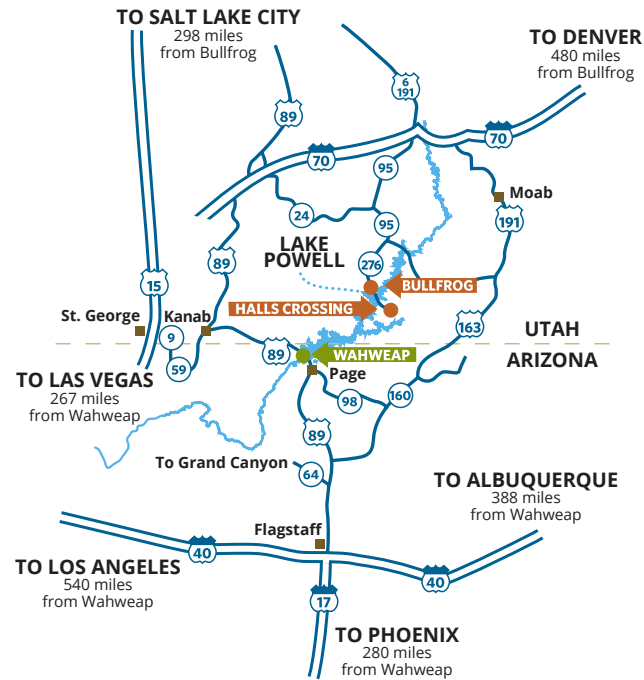 TO SALT LAKE CITY
298 miles
from Bullfrog
TO DENVER
480 miles
from Bullfrog
6
191
89
70
70
95
Moab
24
95
191
LAKE
POWELL
276
89
BULLFROG
15
HALLS CROSSING
St. George
Kanab
163
9
UTAH
89
WAHWEAP
ARIZONA
59
Page
TO LAS VEGAS
267 miles
from Wahweap
98
160
89
To Grand Canyon
64
TO ALBUQUERQUE
388 miles
from Wahweap
Flagstaff
40
TO LOS ANGELES
540 miles
from Wahweap
40
17
TO PHOENIX
280 miles
from Wahweap